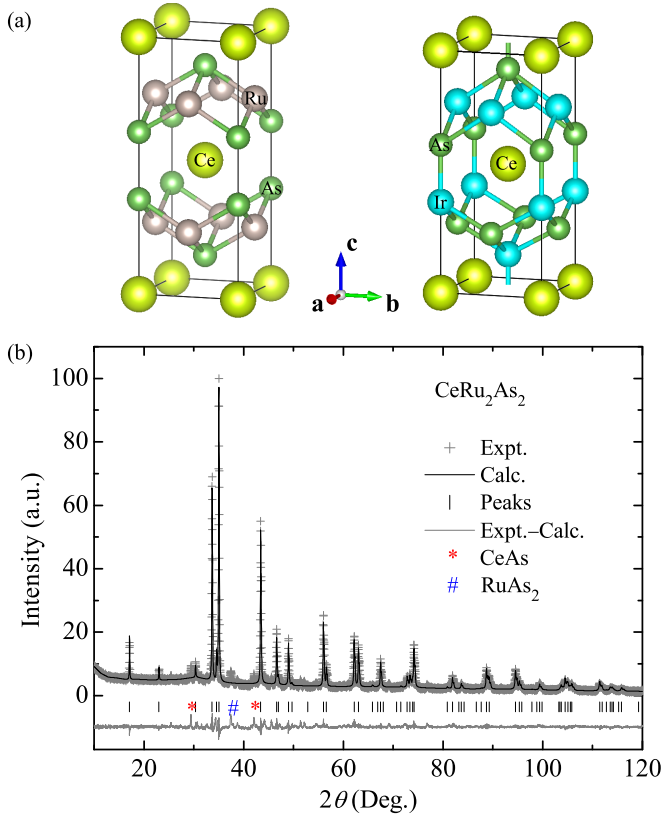 (a)
Ru
Ce
As
As
Ce
Ir
c
a
b
(b)
CeRu₂As₂
Expt.
Calc.
Peaks
Expt.–Calc.
* CeAs
# RuAs₂
100
80
60
40
20
0
* # *
20 40 60 80 100 120
Intensity (a.u.)
2θ (Deg.)